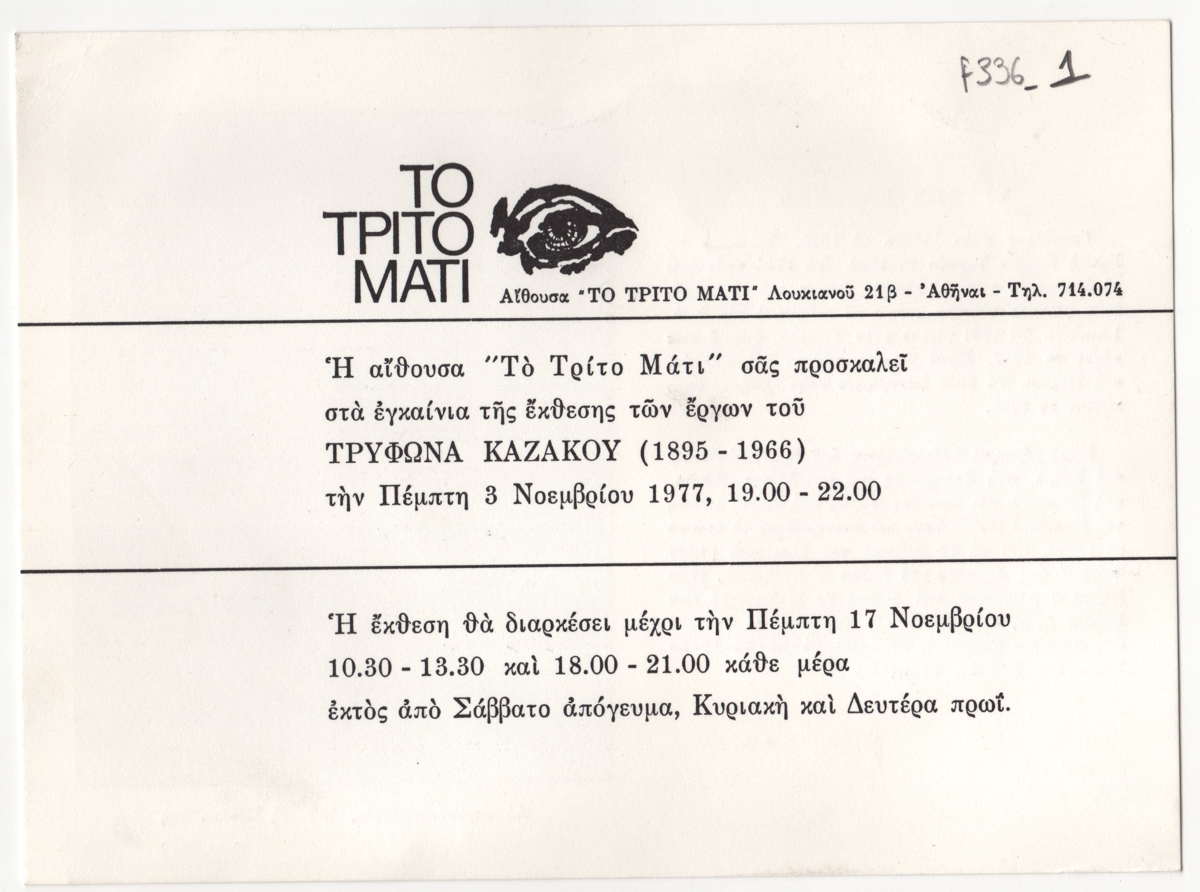 F336_1
ΤΟ
ΤΡΙΤΟ
ΜΑΤΙ
Αἴθουσα "ΤΟ ΤΡΙΤΟ ΜΑΤΙ" Λουκιανοῦ 21β - Ἀθῆναι - Τηλ. 714.074
Ἡ αἴθουσα "Τὸ Τρίτο Μάτι" σᾶς προσκαλεῖ
στὰ ἐγκαίνια τῆς ἔκθεσης τῶν ἔργων τοῦ
ΤΡΥΦΩΝΑ ΚΑΖΑΚΟΥ (1895 - 1966)
τὴν Πέμπτη 3 Νοεμβρίου 1977, 19.00 - 22.00
Ἡ ἔκθεση θὰ διαρκέσει μέχρι τὴν Πέμπτη 17 Νοεμβρίου
10.30 - 13.30 καὶ 18.00 - 21.00 κάθε μέρα
ἐκτὸς ἀπὸ Σάββατο ἀπόγευμα, Κυριακὴ καὶ Δευτέρα πρωΐ.